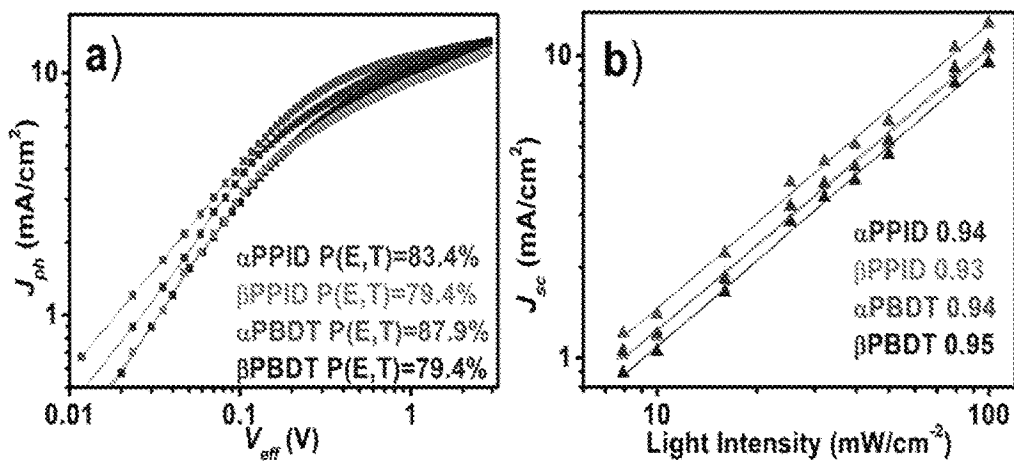 a)
10
1
J_ph (mA/cm²)
αPPID P(E,T)=83.4%
βPPID P(E,T)=79.4%
αPBDT P(E,T)=87.9%
βPBDT P(E,T)=79.4%
0.01 0.1 1
V_eff (V)
b)
10
1
J_sc (mA/cm²)
αPPID 0.94
βPPID 0.93
αPBDT 0.94
βPBDT 0.95
10 100
Light Intensity (mW/cm⁻²)